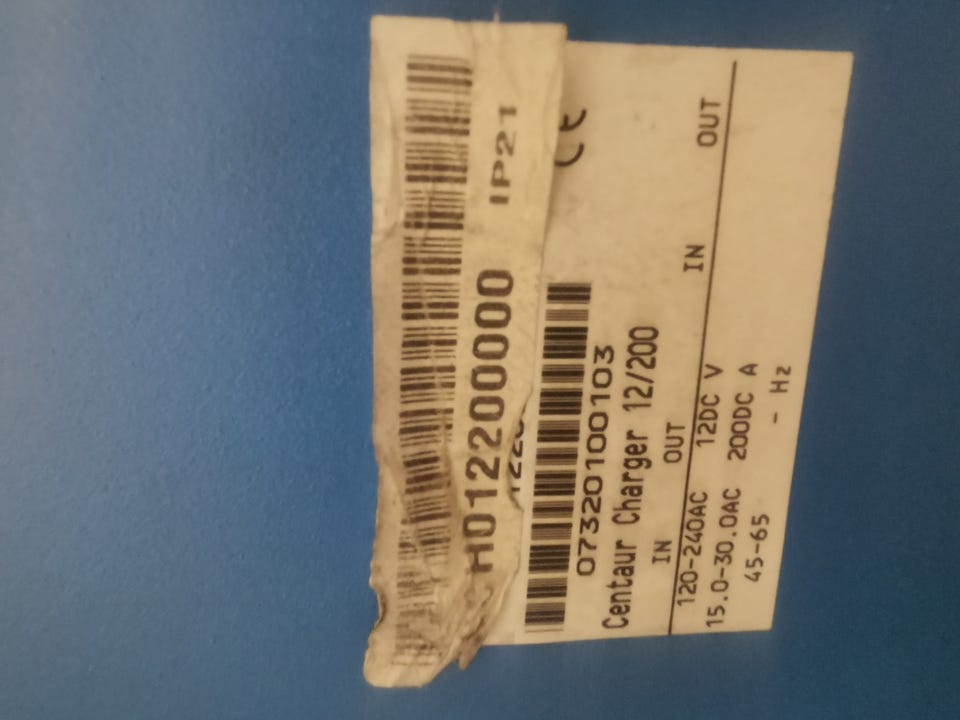 IP21
H012200000
CE
07320100103
Centaur Charger 12/200
IN OUT IN OUT
120-240AC 12DC V
15.0-30.0AC 200DC A
45-65 - Hz